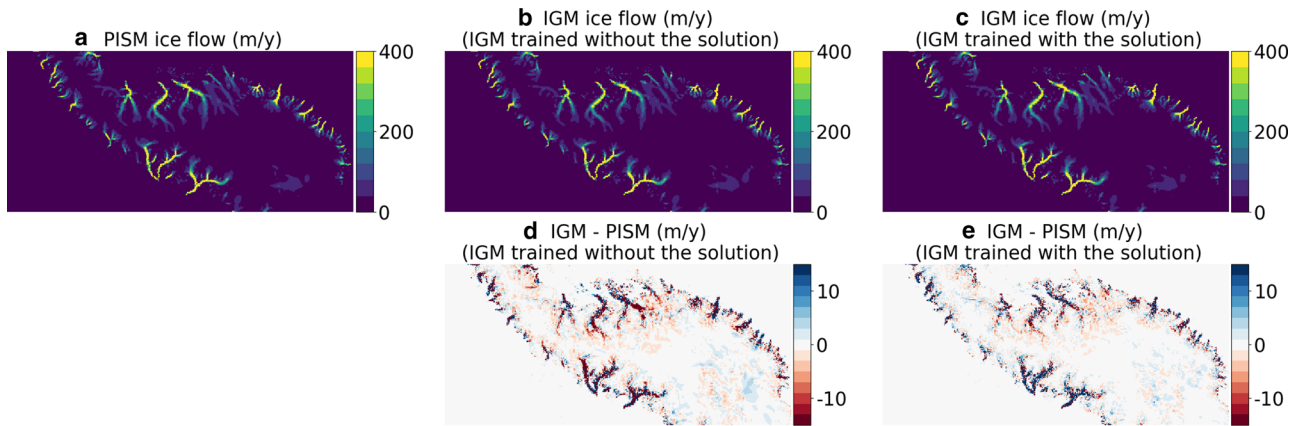 a PISM ice flow (m/y)
400
200
0
b IGM ice flow (m/y)
(IGM trained without the solution)
400
200
0
c IGM ice flow (m/y)
(IGM trained with the solution)
400
200
0
d IGM - PISM (m/y)
(IGM trained without the solution)
10
0
-10
e IGM - PISM (m/y)
(IGM trained with the solution)
10
0
-10